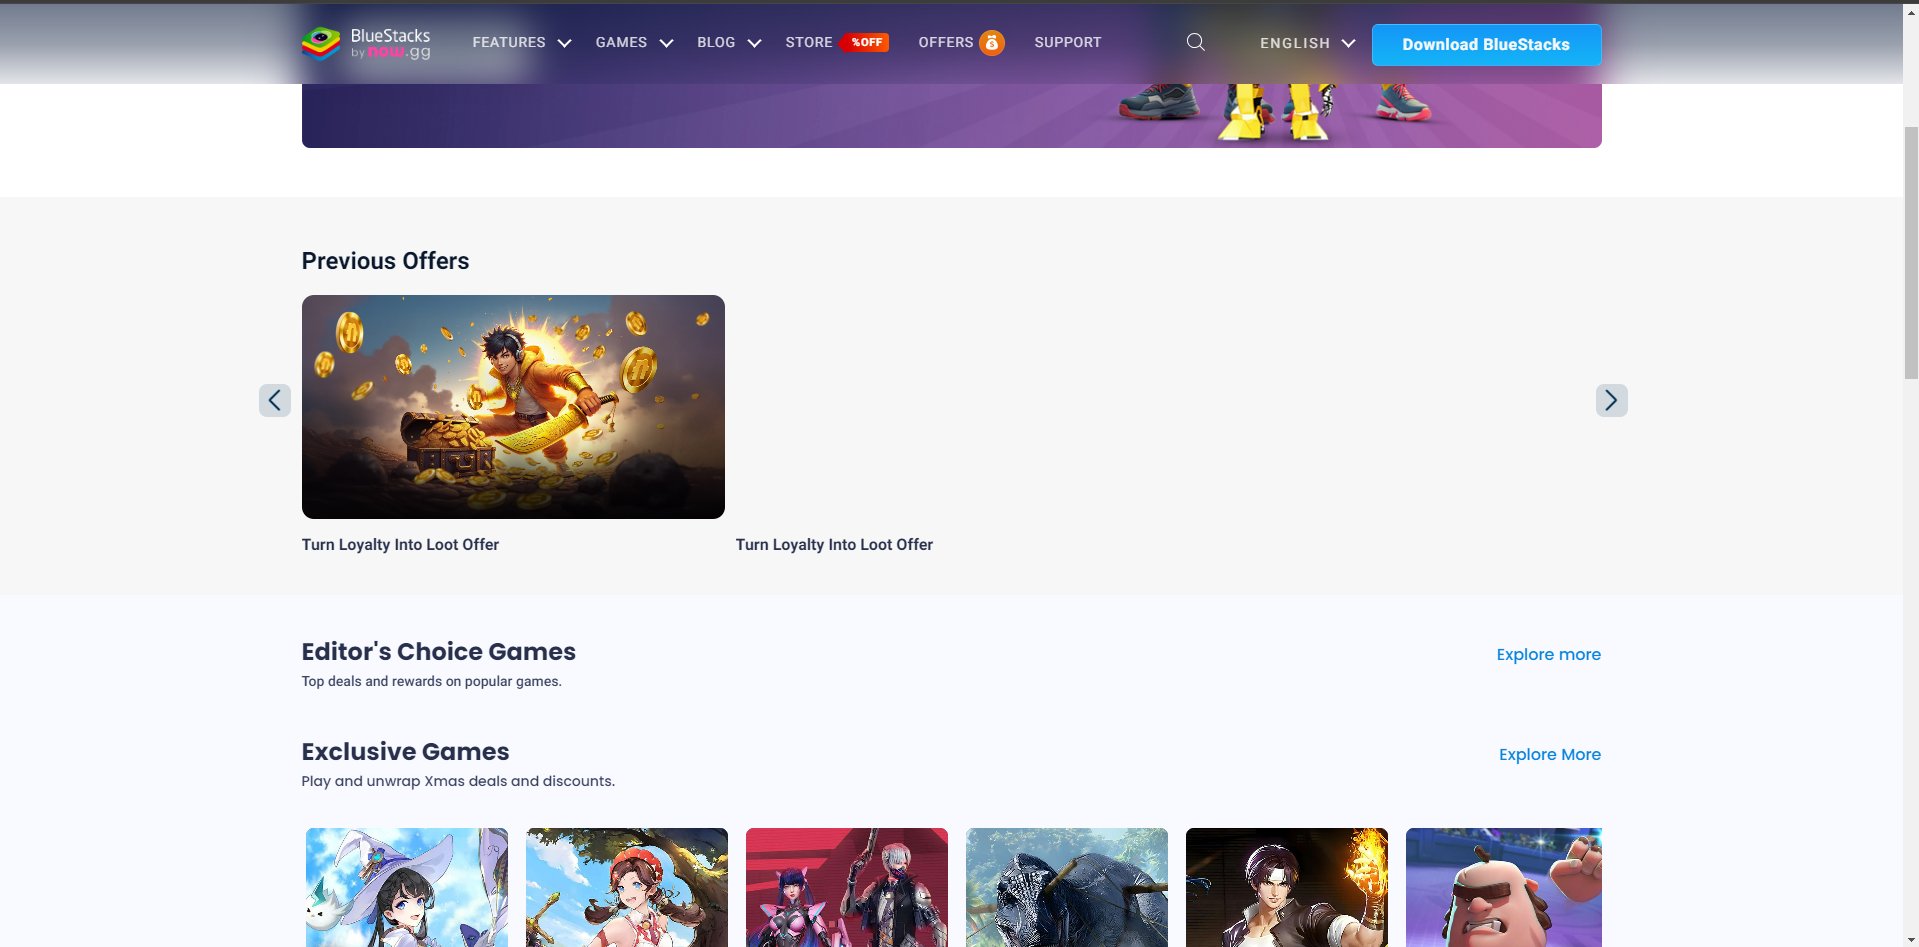 BlueStacks
by now.gg
FEATURES
GAMES
BLOG
STORE
%OFF
OFFERS
SUPPORT
ENGLISH
Download BlueStacks
Previous Offers
Turn Loyalty Into Loot Offer
Turn Loyalty Into Loot Offer
Editor's Choice Games
Explore more
Top deals and rewards on popular games.
Exclusive Games
Explore More
Play and unwrap Xmas deals and discounts.